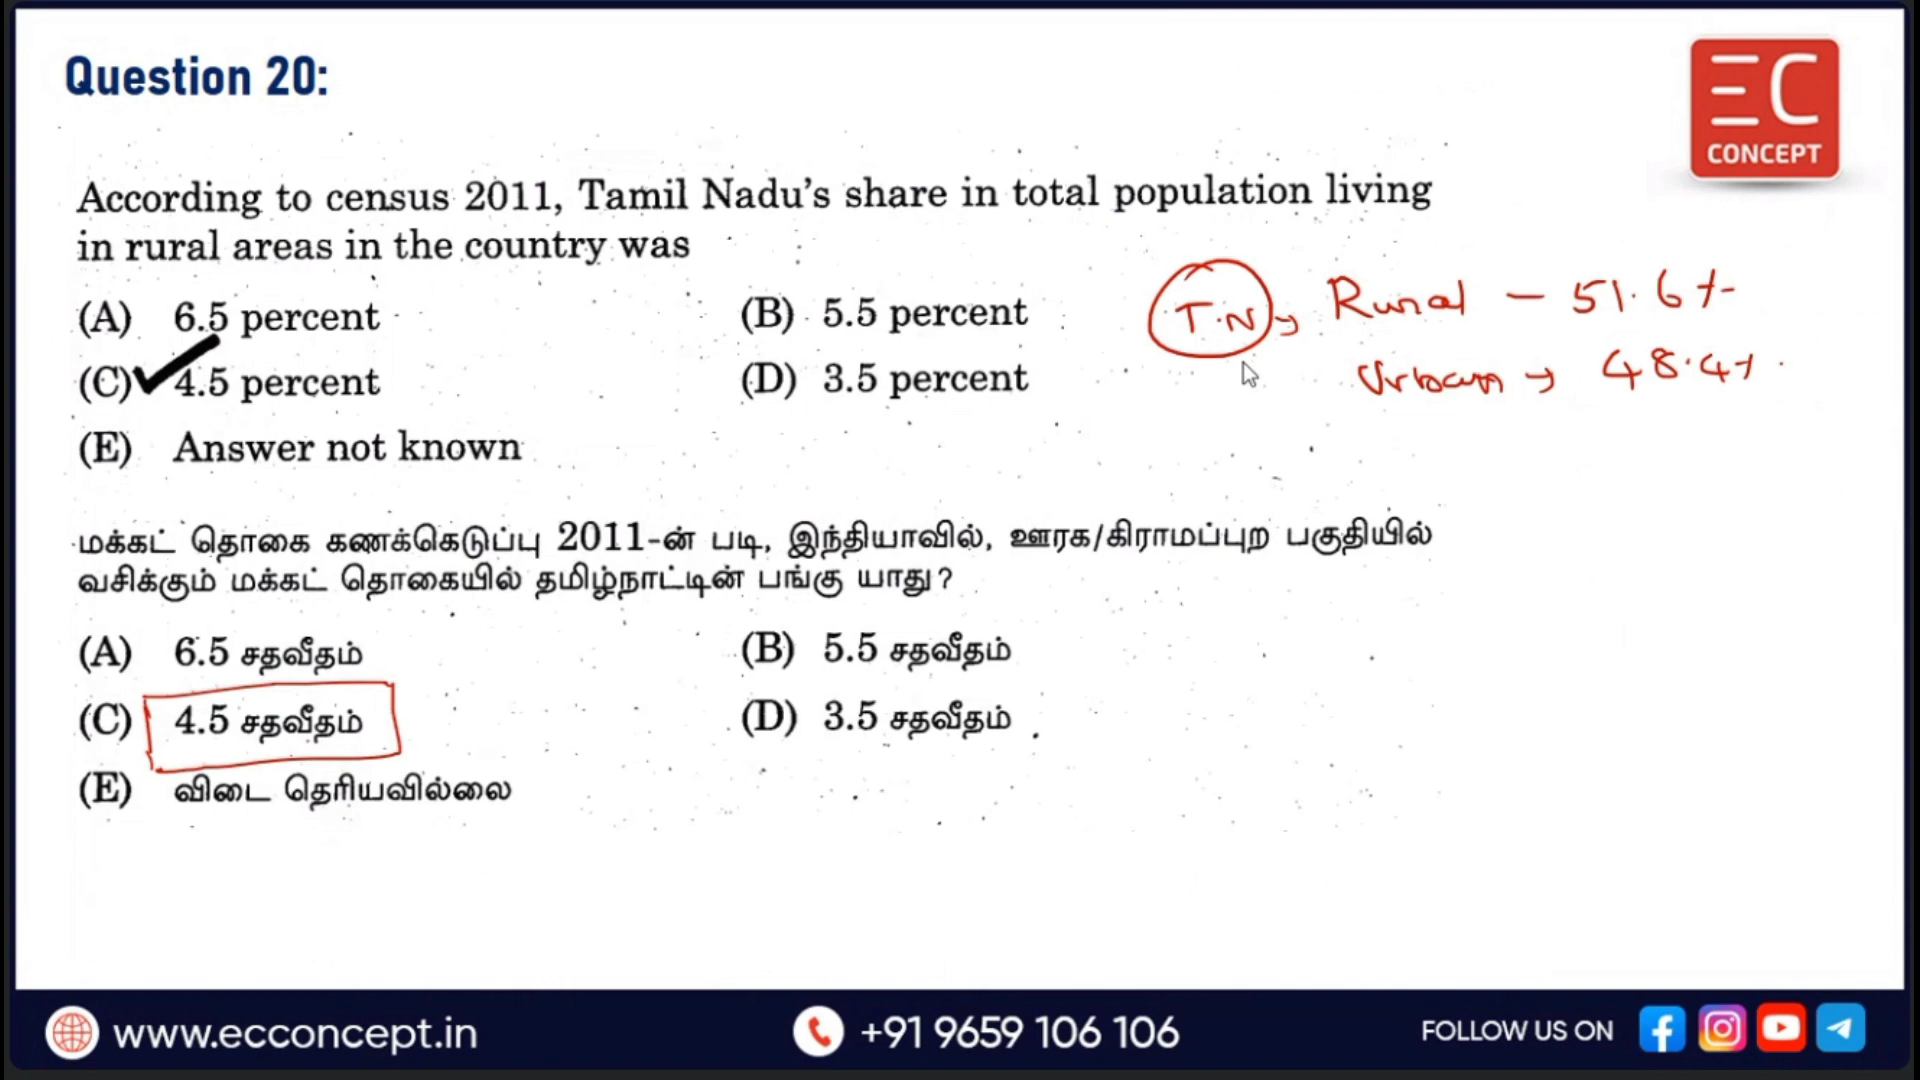 Question 20:
EC
CONCEPT
According to census 2011, Tamil Nadu's share in total population living
in rural areas in the country was
(A) 6.5 percent (B) 5.5 percent
(C) 4.5 percent (D) 3.5 percent
(E) Answer not known
T.N → Rural - 51.6%
Urban → 48.4%
மக்கட் தொகை கணக்கெடுப்பு 2011-ன் படி, இந்தியாவில், ஊரக/கிராமப்புற பகுதியில்
வசிக்கும் மக்கட் தொகையில் தமிழ்நாட்டின் பங்கு யாது?
(A) 6.5 சதவீதம் (B) 5.5 சதவீதம்
(C) 4.5 சதவீதம் (D) 3.5 சதவீதம்
(E) விடை தெரியவில்லை
www.ecconcept.in +91 9659 106 106 FOLLOW US ON